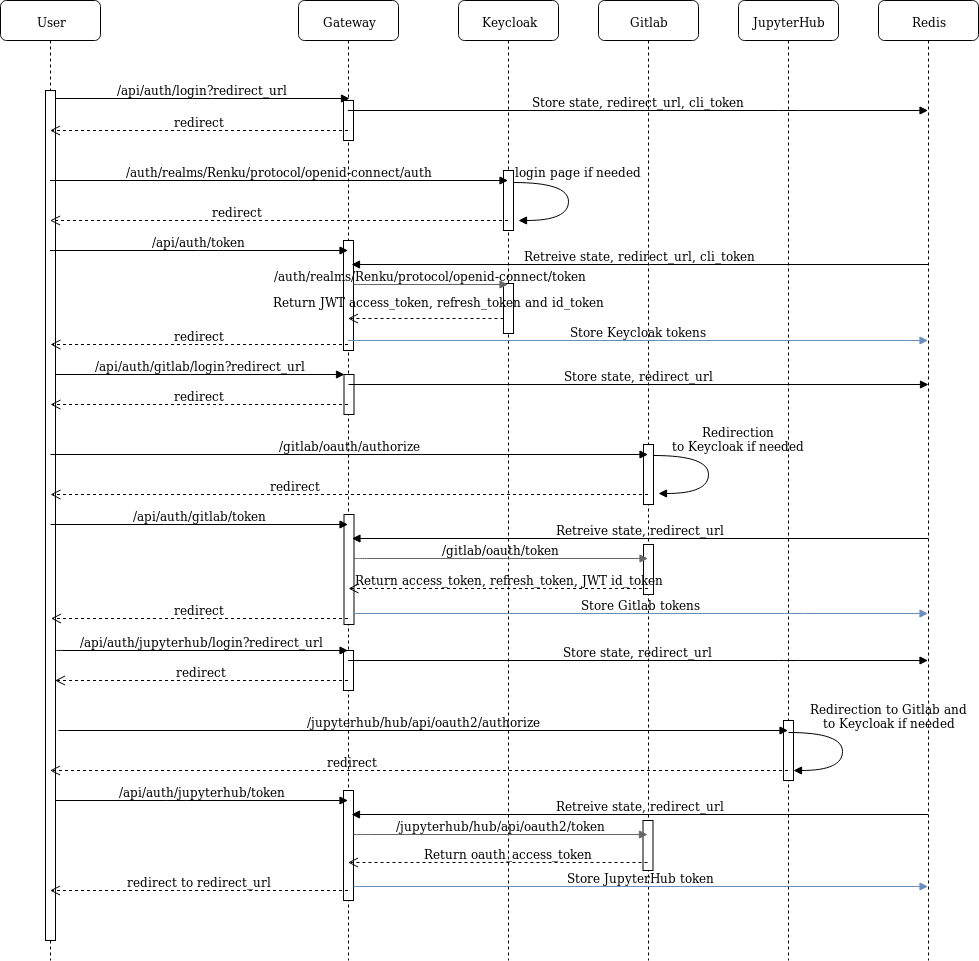 User
Gateway
Keycloak
Gitlab
JupyterHub
Redis
/api/auth/login?redirect_url
Store state, redirect_url, cli_token
redirect
/auth/realms/Renku/protocol/openid-connect/auth
login page if needed
redirect
/api/auth/token
Retreive state, redirect_url, cli_token
/auth/realms/Renku/protocol/openid-connect/token
Return JWT access_token, refresh_token and id_token
Store Keycloak tokens
redirect
/api/auth/gitlab/login?redirect_url
Store state, redirect_url
redirect
Redirection
to Keycloak if needed
/gitlab/oauth/authorize
redirect
/api/auth/gitlab/token
Retreive state, redirect_url
/gitlab/oauth/token
Return access_token, refresh_token, JWT id_token
Store Gitlab tokens
redirect
/api/auth/jupyterhub/login?redirect_url
Store state, redirect_url
redirect
Redirection to Gitlab and
to Keycloak if needed
/jupyterhub/hub/api/oauth2/authorize
redirect
/api/auth/jupyterhub/token
Retreive state, redirect_url
/jupyterhub/hub/api/oauth2/token
Return oauth_access_token
Store JupyterHub token
redirect to redirect_url